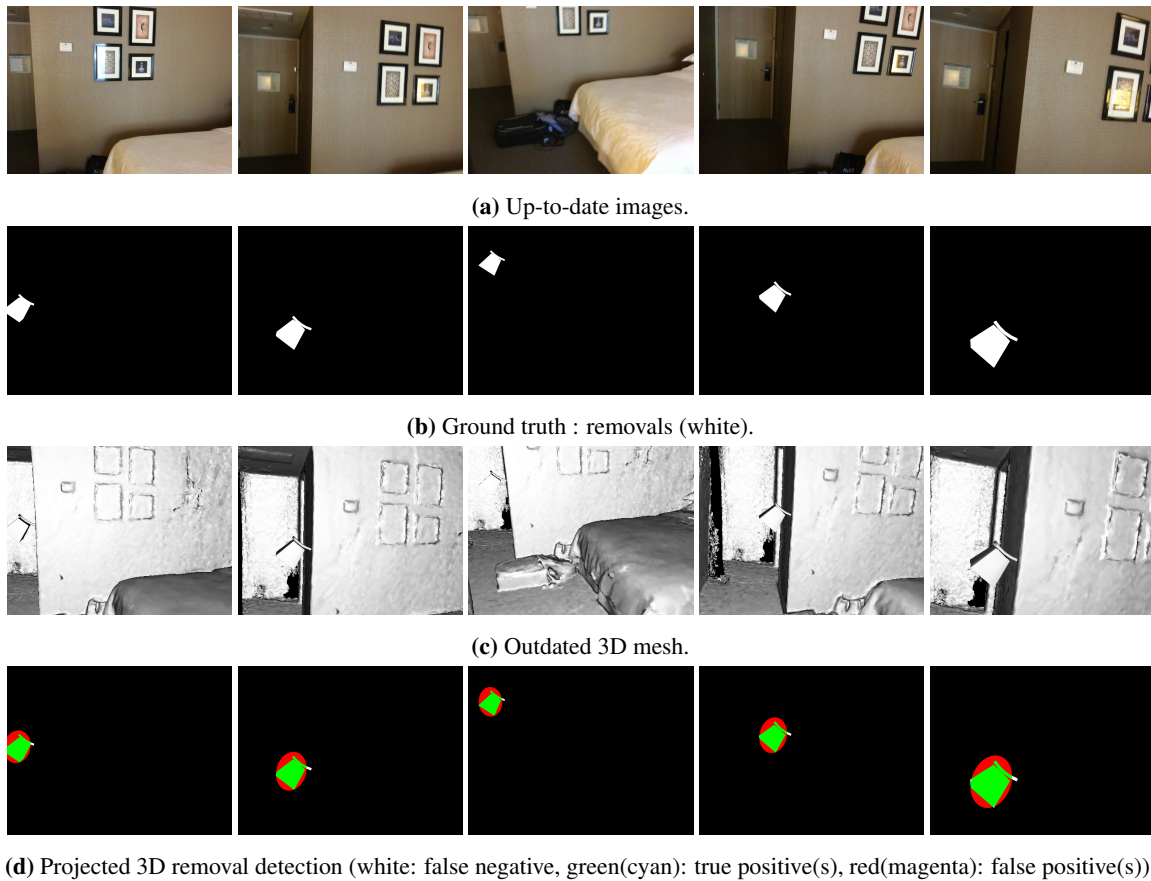 (a) Up-to-date images.
(b) Ground truth : removals (white).
(c) Outdated 3D mesh.
(d) Projected 3D removal detection (white: false negative, green(cyan): true positive(s), red(magenta): false positive(s))